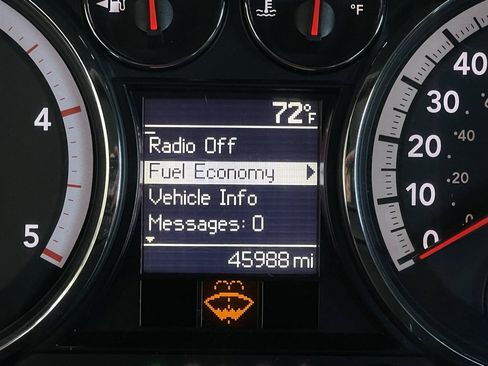 °F
72°F
Radio Off
Fuel Economy
Vehicle Info
Messages: 0
45988 mi
4
5
40
30
20
10
0
40
20
0